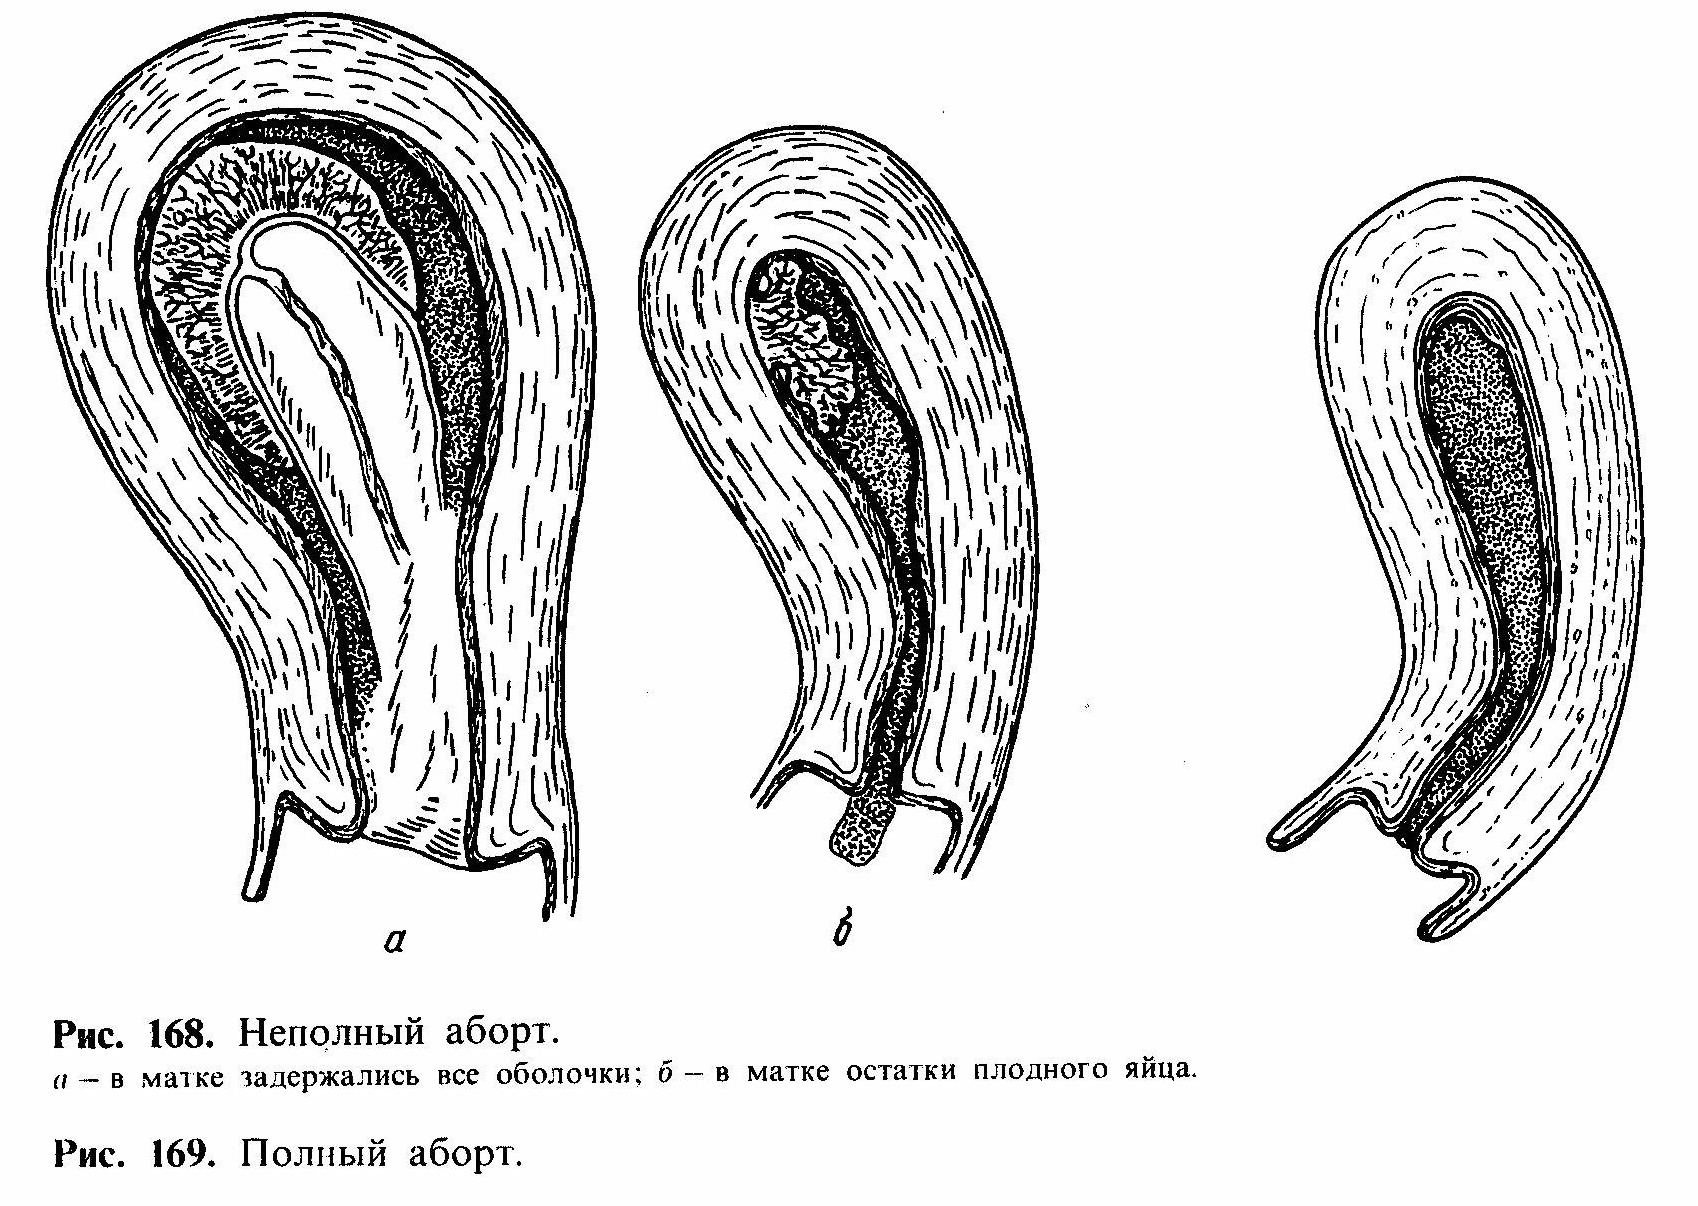 а
б
Рис. 168. Неполный аборт.
а – в матке задержались все оболочки; б – в матке остатки плодного яйца.
Рис. 169. Полный аборт.